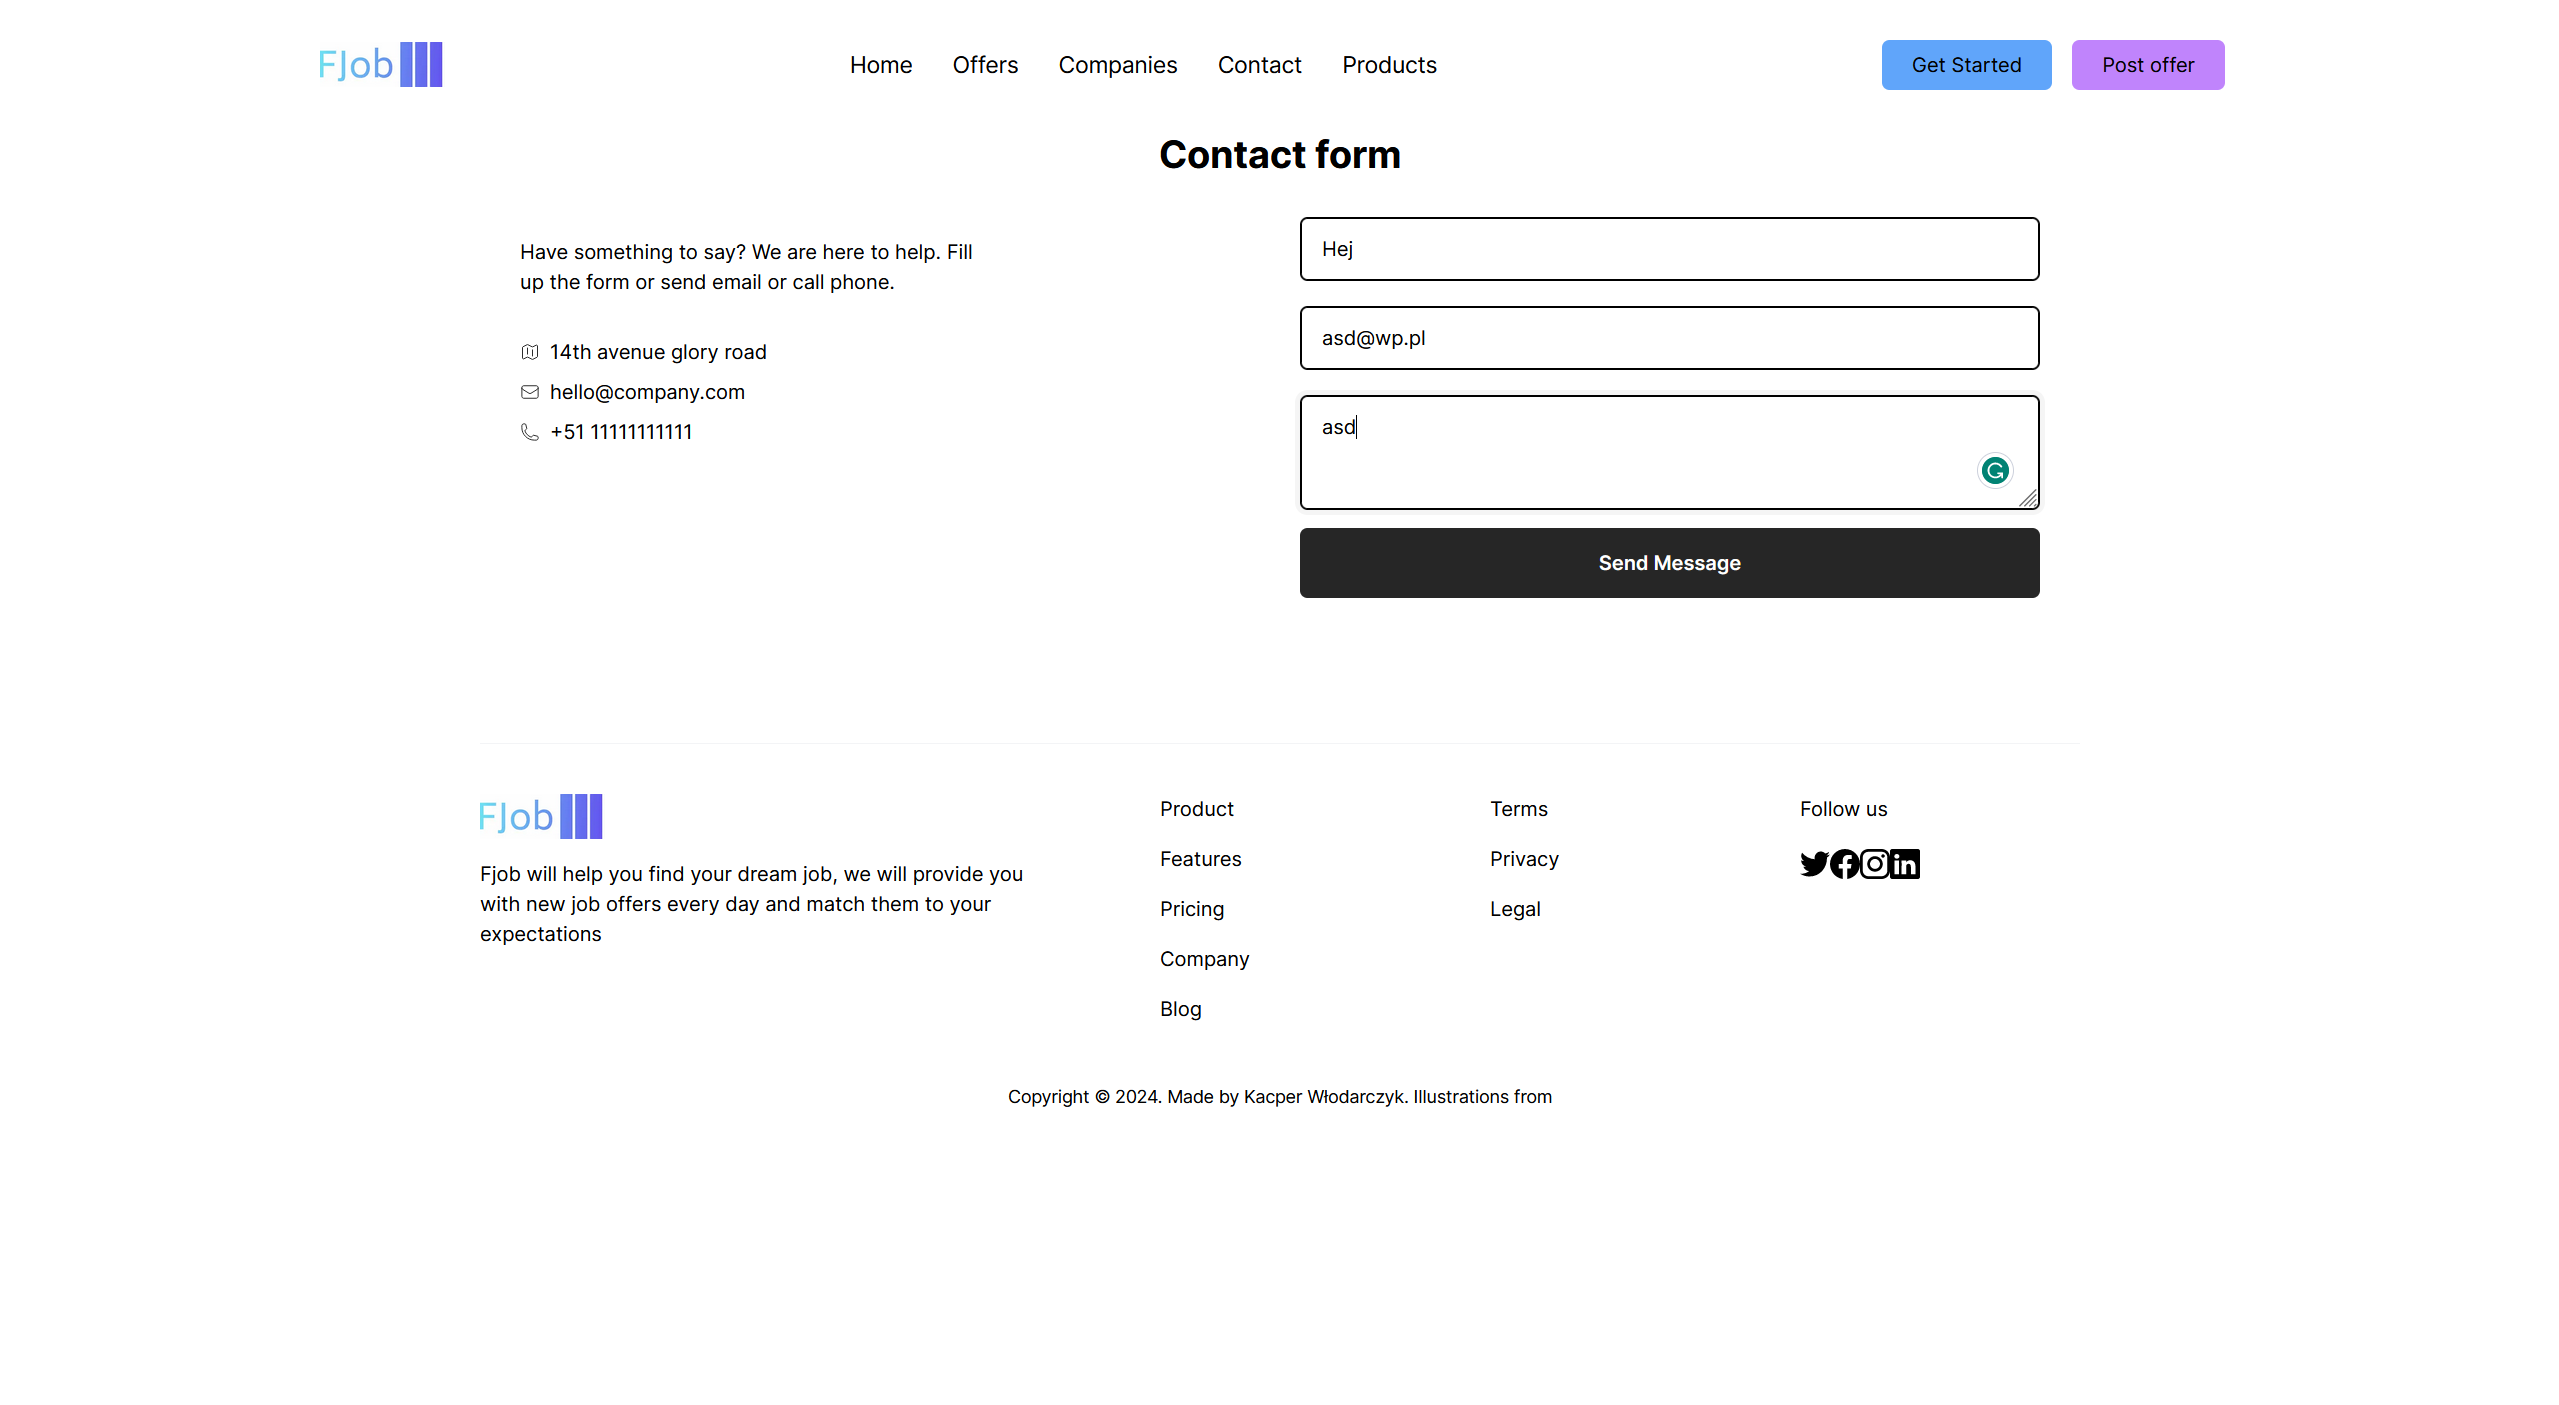 FJob
Home
Offers
Companies
Contact
Products
Get Started
Post offer
Contact form
Have something to say? We are here to help. Fill
up the form or send email or call phone.
14th avenue glory road
hello@company.com
+51 11111111111
Hej
asd@wp.pl
asd
Send Message
FJob
Fjob will help you find your dream job, we will provide you
with new job offers every day and match them to your
expectations
Product
Features
Pricing
Company
Blog
Terms
Privacy
Legal
Follow us
Copyright © 2024. Made by Kacper Włodarczyk. Illustrations from